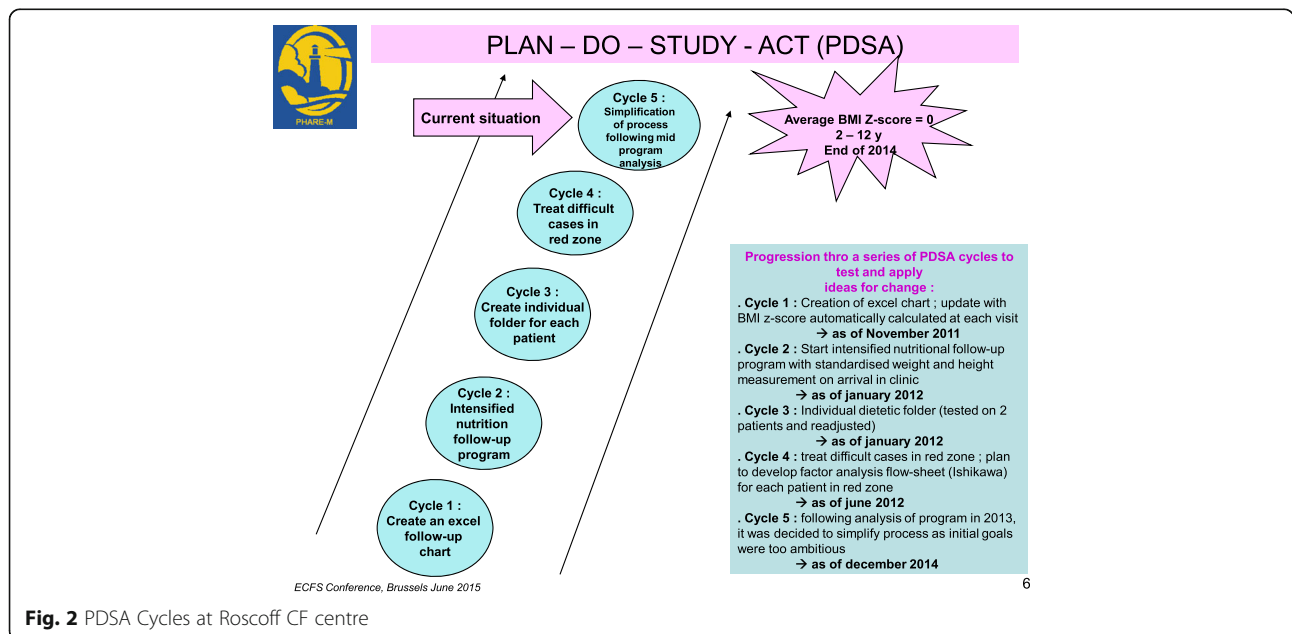 PLAN – DO – STUDY - ACT (PDSA)
PHARE-M
Current situation
Cycle 5 :
Simplification
of process
following mid
program
analysis
Average BMI Z-score = 0
2 – 12 y
End of 2014
Cycle 4 :
Treat difficult
cases in
red zone
Cycle 3 :
Create individual
folder for each
patient
Cycle 2 :
Intensified
nutrition
follow-up
program
Cycle 1 :
Create an excel
follow-up
chart
Progression thro a series of PDSA cycles to
test and apply
ideas for change :
. Cycle 1 : Creation of excel chart ; update with
BMI z-score automatically calculated at each visit
→ as of November 2011
. Cycle 2 : Start intensified nutritional follow-up
program with standardised weight and height
measurement on arrival in clinic
→ as of january 2012
. Cycle 3 : Individual dietetic folder (tested on 2
patients and readjusted)
→ as of january 2012
. Cycle 4 : treat difficult cases in red zone ; plan
to develop factor analysis flow-sheet (Ishikawa)
for each patient in red zone
→ as of june 2012
. Cycle 5 : following analysis of program in 2013,
it was decided to simplify process as initial goals
were too ambitious
→ as of december 2014
ECFS Conference, Brussels June 2015
6
Fig. 2 PDSA Cycles at Roscoff CF centre